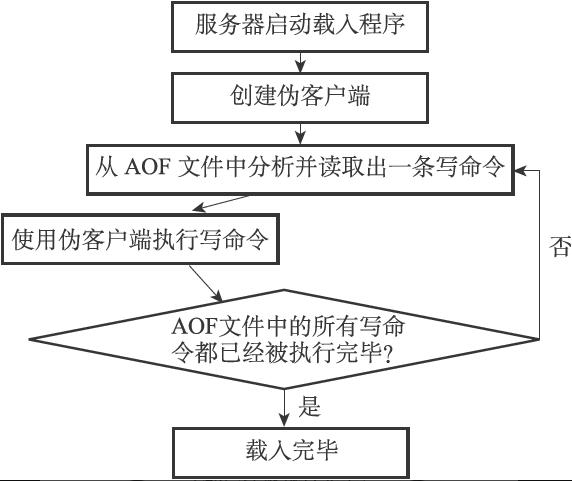 服务器启动载入程序
创建伪客户端
从 AOF 文件中分析并读取出一条写命令
使用伪客户端执行写命令
否
AOF文件中的所有写命
令都已经被执行完毕?
是
载入完毕